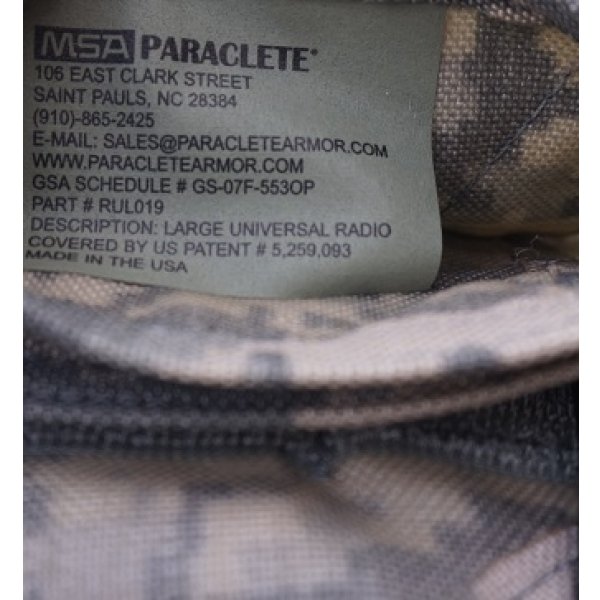 MSA PARACLETE®
106 EAST CLARK STREET
SAINT PAULS, NC 28384
(910)-865-2425
E-MAIL: SALES@PARACLETEARMOR.COM
WWW.PARACLETEARMOR.COM
GSA SCHEDULE # GS-07F-553OP
PART # RUL019
DESCRIPTION: LARGE UNIVERSAL RADIO
COVERED BY US PATENT # 5,259,093
MADE IN THE USA